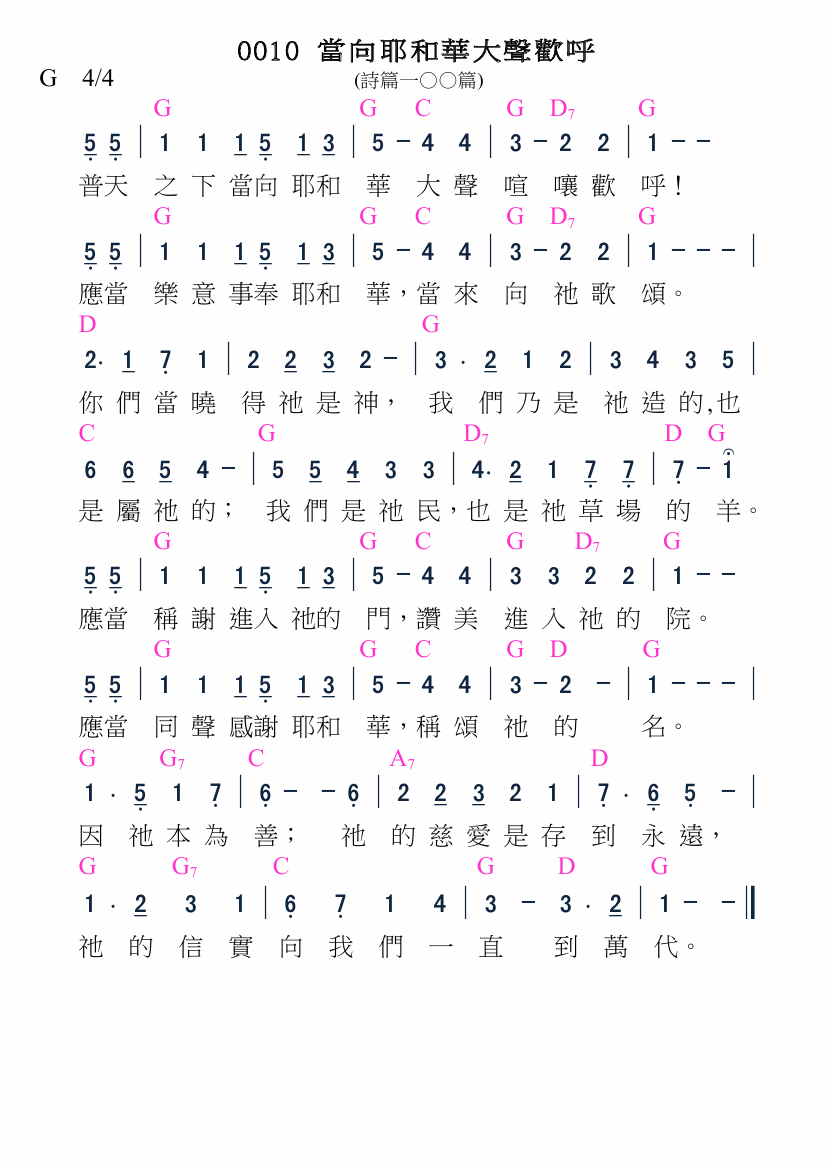 0010 當向耶和華大聲歡呼
G 4/4 (詩篇一〇〇篇)
G G C G D7 G
5 5 | 1 1 1 5 1 3 | 5 - 4 4 | 3 - 2 2 | 1 - -
普天 之 下 當向 耶和 華 大 聲 喧 嚷 歡 呼!
G G C G D7 G
5 5 | 1 1 1 5 1 3 | 5 - 4 4 | 3 - 2 2 | 1 - - - |
應當 樂 意 事奉 耶和 華,當 來 向 祂 歌 頌。
D G
2. 1 7 1 | 2 2 3 2 - | 3 . 2 1 2 | 3 4 3 5
你 們 當 曉 得 祂 是 神, 我 們 乃 是 祂 造 的,也
C G D7 D G
6 6 5 4 - | 5 5 4 3 3 | 4. 2 1 7 7 | 7 - 1
是 屬 祂 的; 我 們 是 祂 民,也 是 祂 草 場 的 羊。
G G C G D7 G
5 5 | 1 1 1 5 1 3 | 5 - 4 4 | 3 3 2 2 | 1 - -
應當 稱 謝 進入 祂的 門,讚 美 進 入 祂 的 院。
G G C G D G
5 5 | 1 1 1 5 1 3 | 5 - 4 4 | 3 - 2 - | 1 - - - |
應當 同 聲 感謝 耶和 華,稱 頌 祂 的 名。
G G7 C A7 D
1 . 5 1 7 | 6 - - 6 | 2 2 3 2 1 | 7 . 6 5 - |
因 祂 本 為 善; 祂 的 慈 愛 是 存 到 永 遠,
G G7 C G D G
1 . 2 3 1 | 6 7 1 4 | 3 - 3 . 2 | 1 - - ||
祂 的 信 實 向 我 們 一 直 到 萬 代。